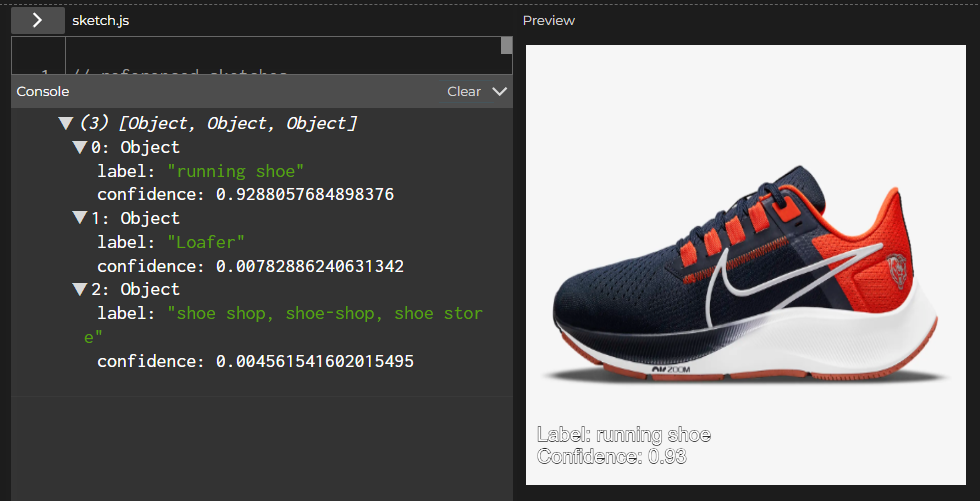 sketch.js
Preview
1 // referenced sketches
Console
Clear
(3) [Object, Object, Object]
0: Object
label: "running shoe"
confidence: 0.9288057684898376
1: Object
label: "Loafer"
confidence: 0.00782886240631342
2: Object
label: "shoe shop, shoe-shop, shoe stor
e"
confidence: 0.004561541602015495
ZOOM
Label: running shoe
Confidence: 0.93